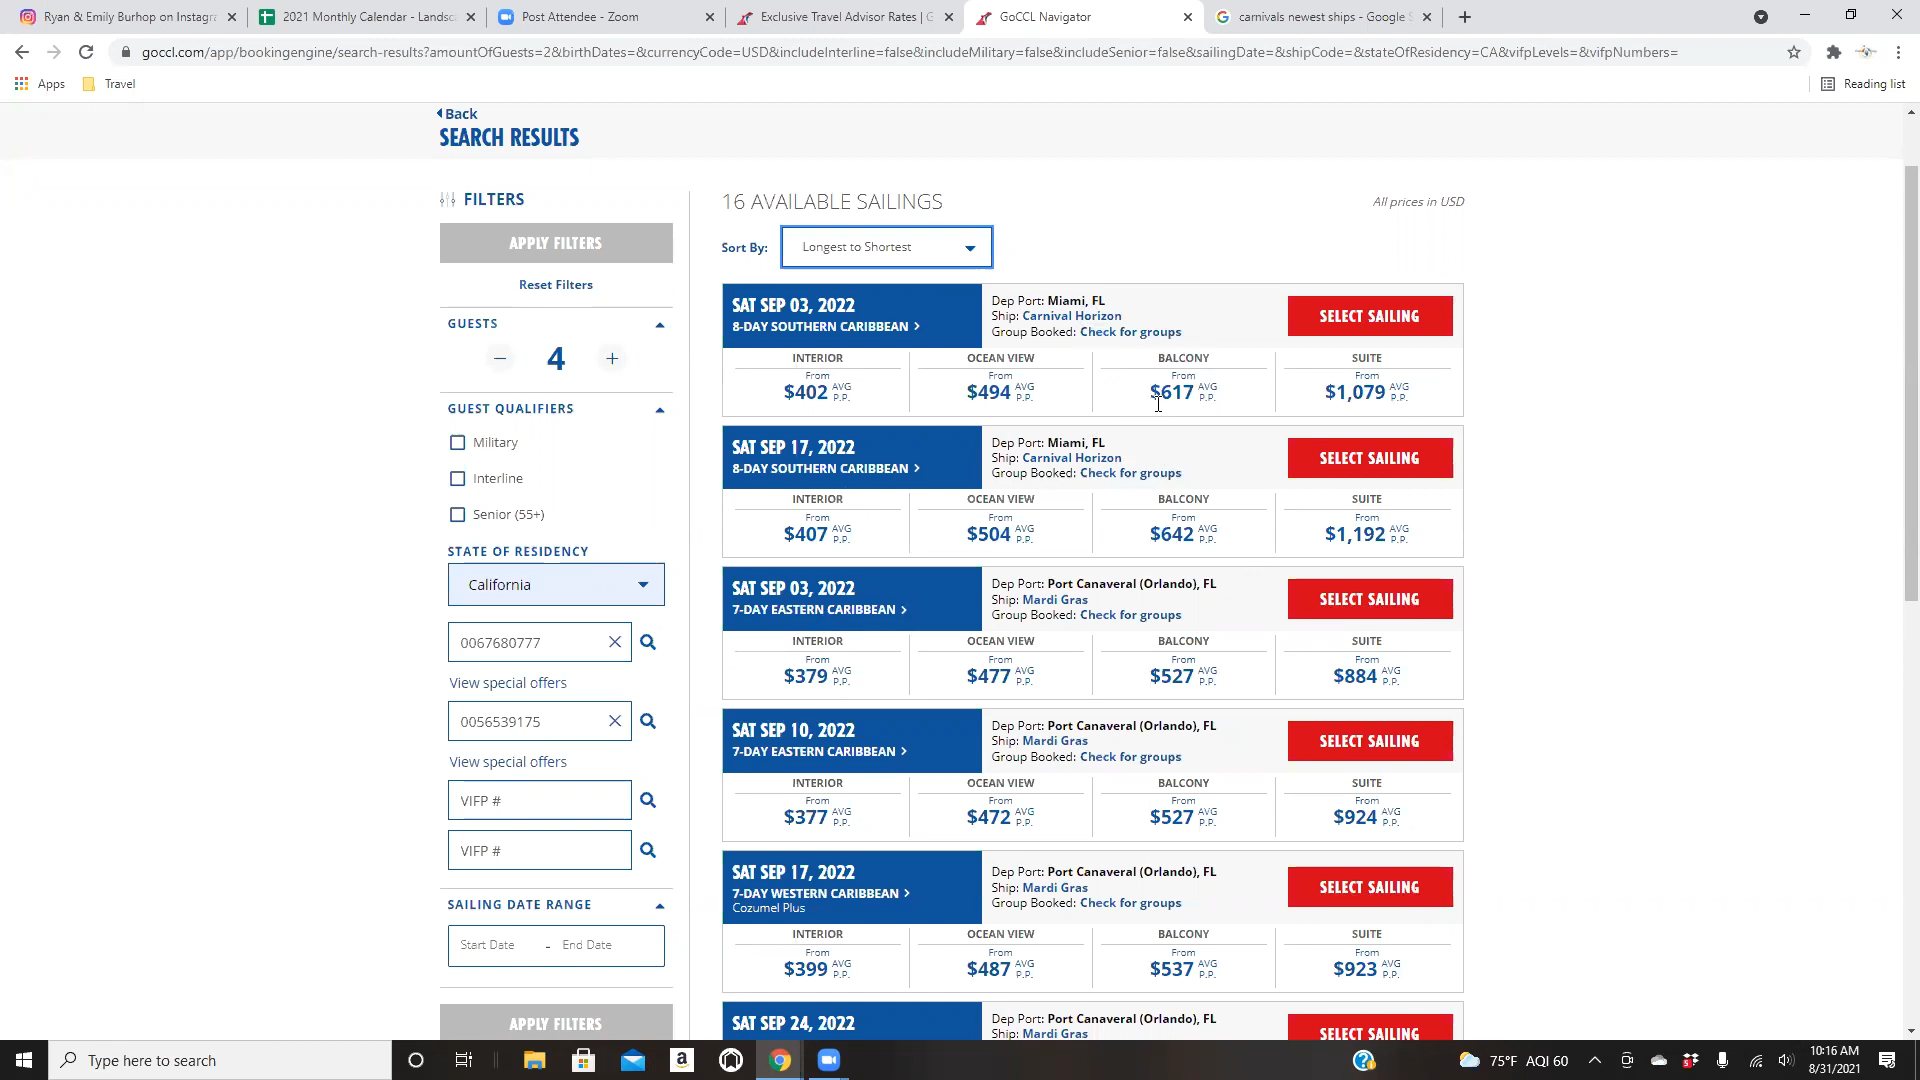 Ryan & Emily Burhop on Instagra
2021 Monthly Calendar - Landsca
Post Attendee - Zoom
Exclusive Travel Advisor Rates | G
GoCCL Navigator
carnivals newest ships - Google S
goccl.com/app/bookingengine/search-results?amountOfGuests=2&birthDates=&currencyCode=USD&includeInterline=false&includeMilitary=false&includeSenior=false&sailingDate=&shipCode=&stateOfResidency=CA&vifpLevels=&vifpNumbers=
Apps
Travel
Reading list
Back
SEARCH RESULTS
FILTERS
APPLY FILTERS
Reset Filters
GUESTS
− 4 +
GUEST QUALIFIERS
Military
Interline
Senior (55+)
STATE OF RESIDENCY
California
0067680777
View special offers
0056539175
View special offers
VIFP #
VIFP #
SAILING DATE RANGE
Start Date - End Date
APPLY FILTERS
16 AVAILABLE SAILINGS
All prices in USD
Sort By: Longest to Shortest
SAT SEP 03, 2022
8-DAY SOUTHERN CARIBBEAN >
Dep Port: Miami, FL
Ship: Carnival Horizon
Group Booked: Check for groups
SELECT SAILING
INTERIOR OCEAN VIEW BALCONY SUITE
From From From From
$402 AVG P.P. $494 AVG P.P. $617 AVG P.P. $1,079 AVG P.P.
SAT SEP 17, 2022
8-DAY SOUTHERN CARIBBEAN >
Dep Port: Miami, FL
Ship: Carnival Horizon
Group Booked: Check for groups
SELECT SAILING
INTERIOR OCEAN VIEW BALCONY SUITE
From From From From
$407 AVG P.P. $504 AVG P.P. $642 AVG P.P. $1,192 AVG P.P.
SAT SEP 03, 2022
7-DAY EASTERN CARIBBEAN >
Dep Port: Port Canaveral (Orlando), FL
Ship: Mardi Gras
Group Booked: Check for groups
SELECT SAILING
INTERIOR OCEAN VIEW BALCONY SUITE
From From From From
$379 AVG P.P. $477 AVG P.P. $527 AVG P.P. $884 AVG P.P.
SAT SEP 10, 2022
7-DAY EASTERN CARIBBEAN >
Dep Port: Port Canaveral (Orlando), FL
Ship: Mardi Gras
Group Booked: Check for groups
SELECT SAILING
INTERIOR OCEAN VIEW BALCONY SUITE
From From From From
$377 AVG P.P. $472 AVG P.P. $527 AVG P.P. $924 AVG P.P.
SAT SEP 17, 2022
7-DAY WESTERN CARIBBEAN >
Cozumel Plus
Dep Port: Port Canaveral (Orlando), FL
Ship: Mardi Gras
Group Booked: Check for groups
SELECT SAILING
INTERIOR OCEAN VIEW BALCONY SUITE
From From From From
$399 AVG P.P. $487 AVG P.P. $537 AVG P.P. $923 AVG P.P.
SAT SEP 24, 2022
Dep Port: Port Canaveral (Orlando), FL
Ship: Mardi Gras
SELECT SAILING
Type here to search
75°F AQI 60
10:16 AM
8/31/2021